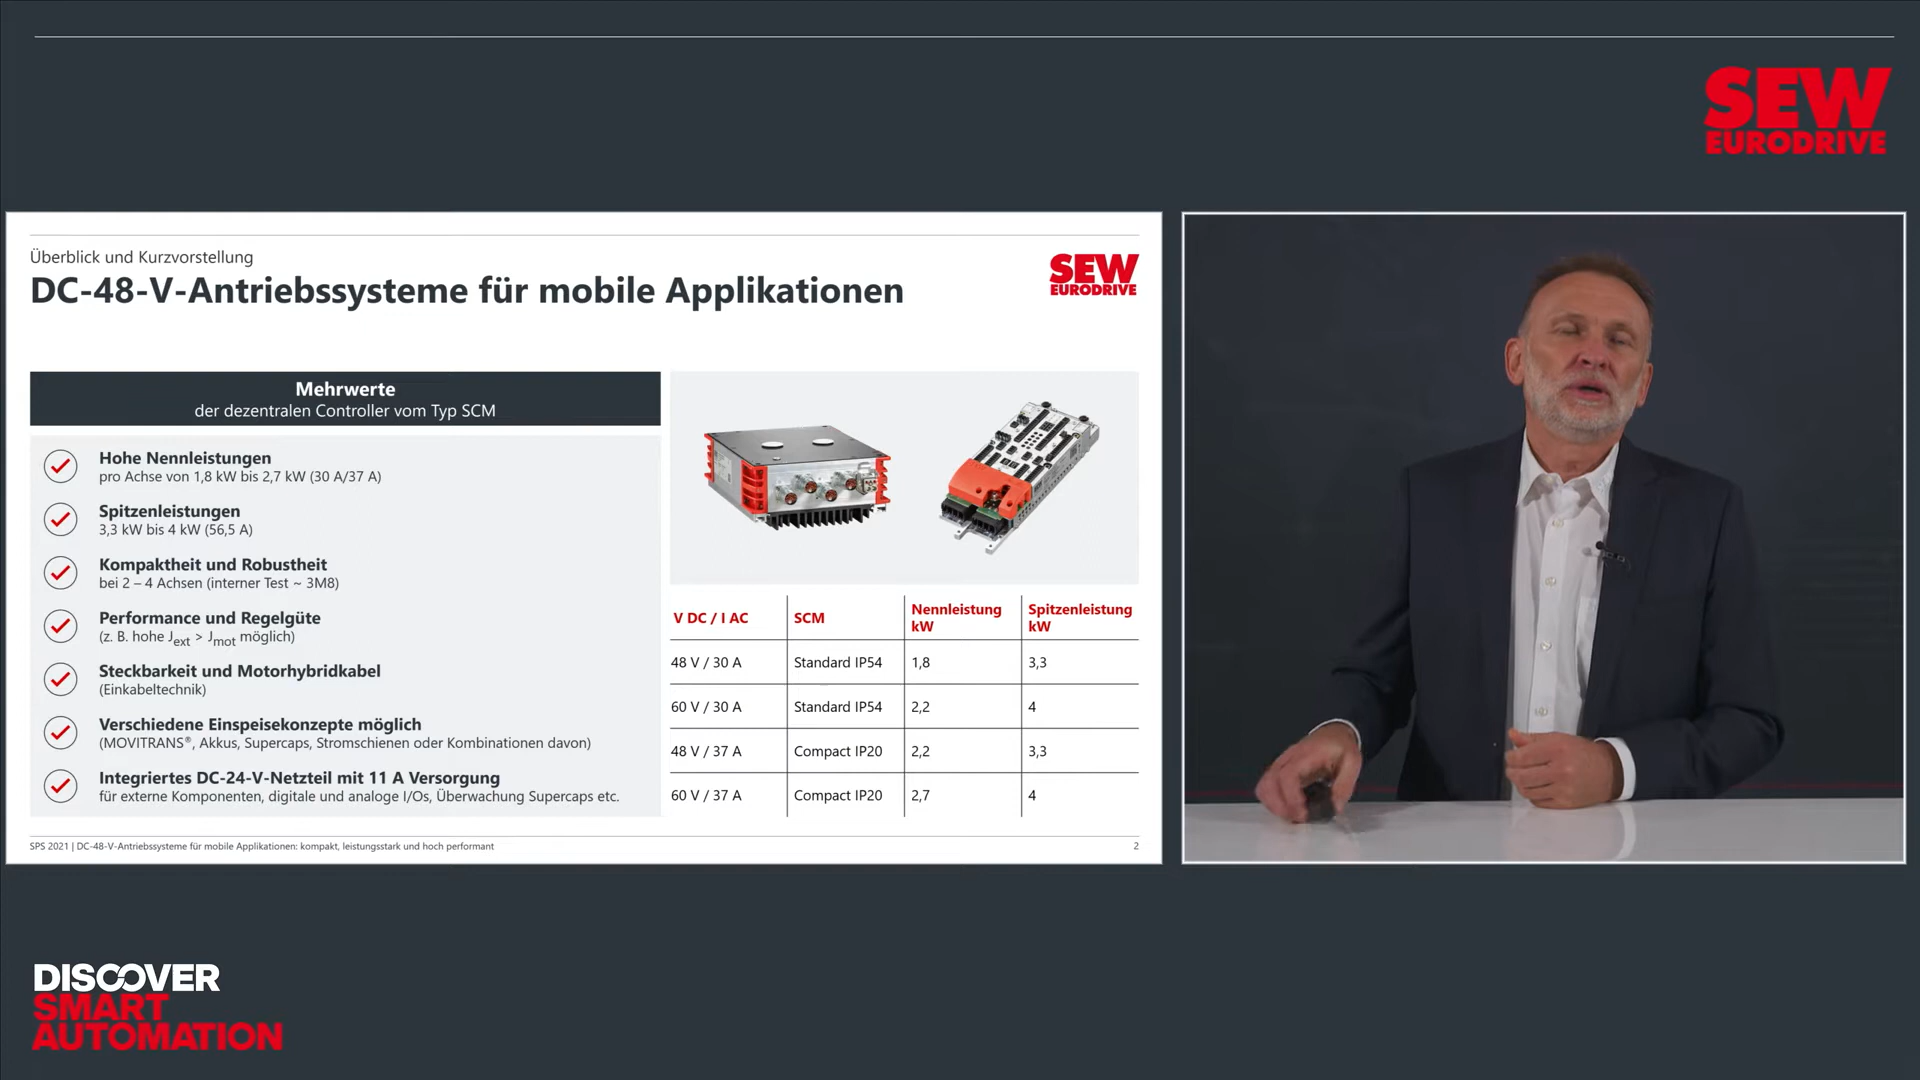 SEW
EURODRIVE
Überblick und Kurzvorstellung
DC-48-V-Antriebssysteme für mobile Applikationen
SEW
EURODRIVE
Mehrwerte
der dezentralen Controller vom Typ SCM
Hohe Nennleistungen
pro Achse von 1,8 kW bis 2,7 kW (30 A/37 A)
Spitzenleistungen
3,3 kW bis 4 kW (56,5 A)
Kompaktheit und Robustheit
bei 2 – 4 Achsen (interner Test ~ 3M8)
Performance und Regelgüte
(z. B. hohe Jext > Jmot möglich)
Steckbarkeit und Motorhybridkabel
(Einkabeltechnik)
Verschiedene Einspeisekonzepte möglich
(MOVITRANS®, Akkus, Supercaps, Stromschienen oder Kombinationen davon)
Integriertes DC-24-V-Netzteil mit 11 A Versorgung
für externe Komponenten, digitale und analoge I/Os, Überwachung Supercaps etc.
V DC / I AC SCM Nennleistung kW Spitzenleistung kW
48 V / 30 A Standard IP54 1,8 3,3
60 V / 30 A Standard IP54 2,2 4
48 V / 37 A Compact IP20 2,2 3,3
60 V / 37 A Compact IP20 2,7 4
SPS 2021 | DC-48-V-Antriebssysteme für mobile Applikationen: kompakt, leistungsstark und hoch performant 2
DISCOVER
SMART
AUTOMATION